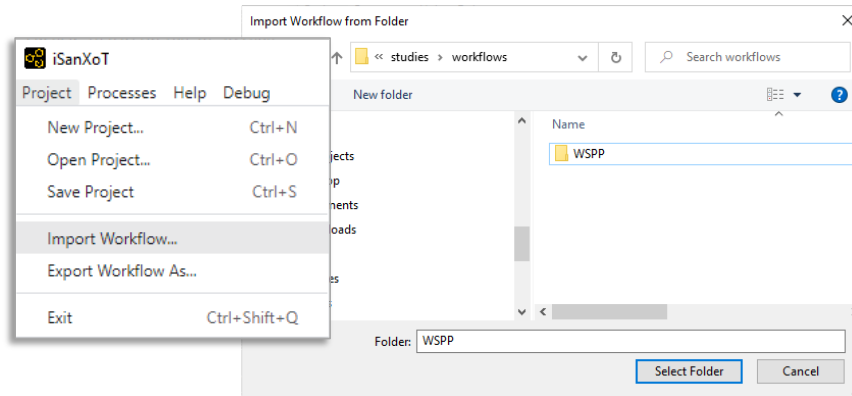 Import Workflow from Folder
iSanXoT
Project Processes Help Debug
New Project... Ctrl+N
Open Project... Ctrl+O
Save Project Ctrl+S
Import Workflow...
Export Workflow As...
Exit Ctrl+Shift+Q
« studies › workflows
Search workflows
New folder
Name
WSPP
Folder: WSPP
Select Folder Cancel